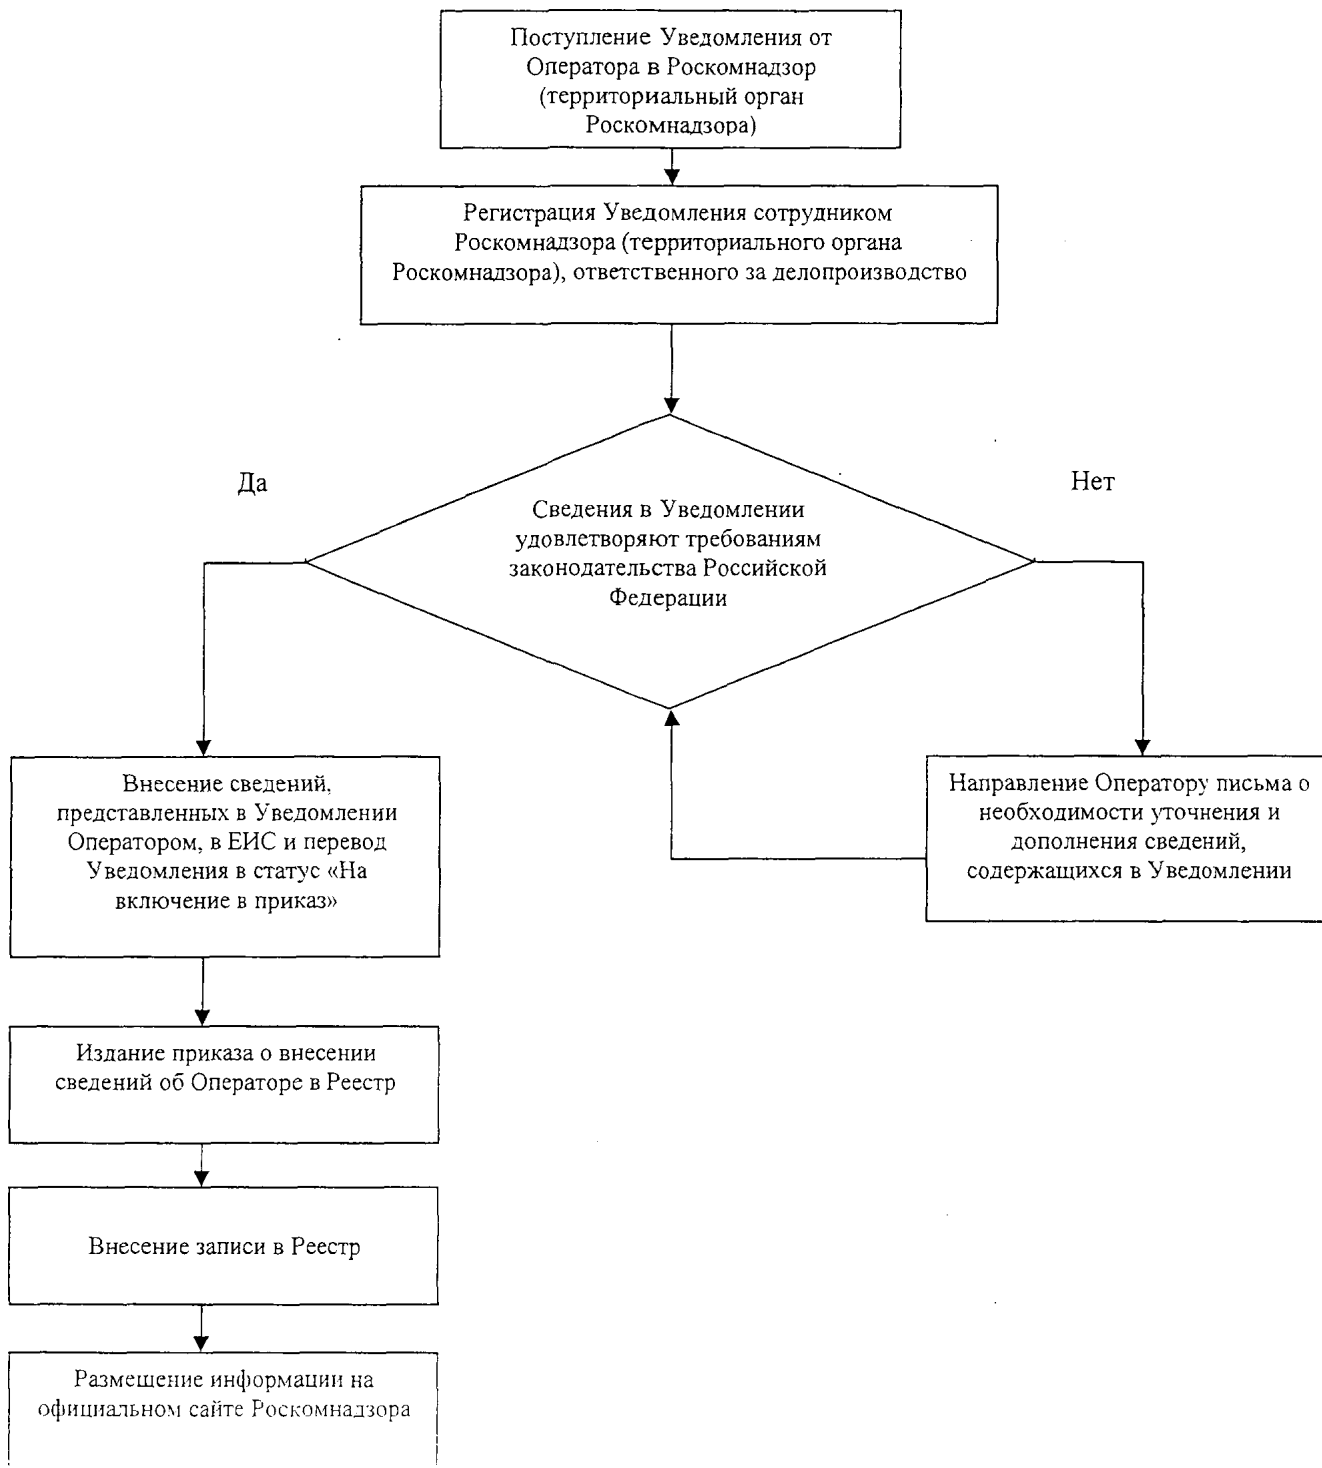 Поступление Уведомления от
Оператора в Роскомнадзор
(территориальный орган
Роскомнадзора)
Регистрация Уведомления сотрудником
Роскомнадзора (территориального органа
Роскомнадзора), ответственного за делопроизводство
Да
Нет
Сведения в Уведомлении
удовлетворяют требованиям
законодательства Российской
Федерации
Внесение сведений,
представленных в Уведомлении
Оператором, в ЕИС и перевод
Уведомления в статус «На
включение в приказ»
Направление Оператору письма о
необходимости уточнения и
дополнения сведений,
содержащихся в Уведомлении
Издание приказа о внесении
сведений об Операторе в Реестр
Внесение записи в Реестр
Размещение информации на
официальном сайте Роскомнадзора